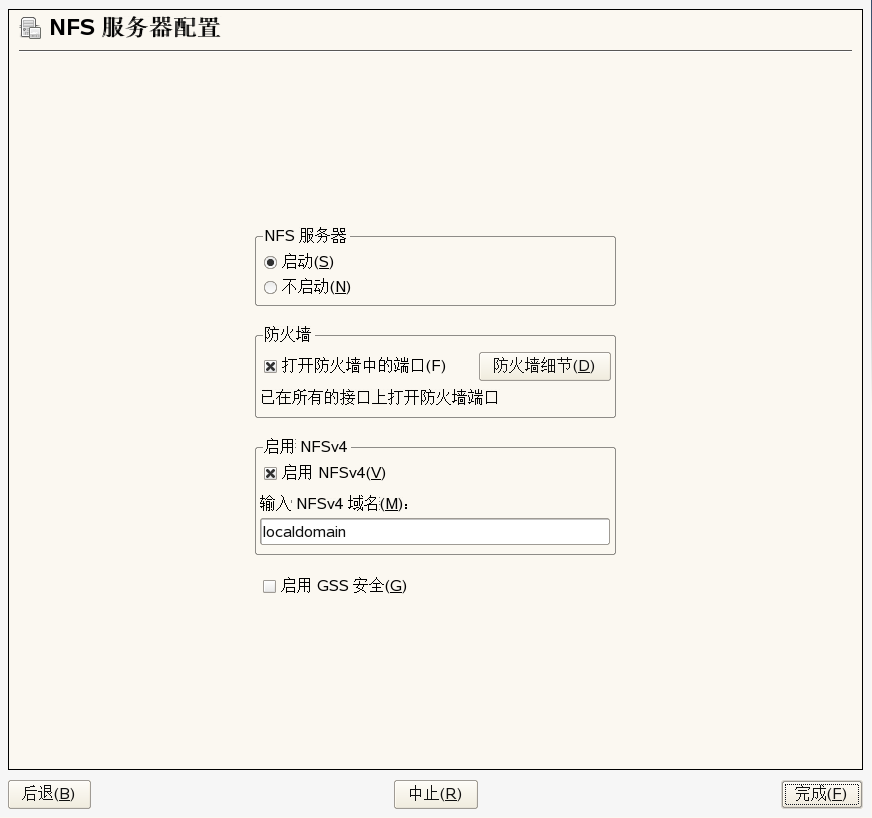 NFS 服务器配置
NFS 服务器
启动(S)
不启动(N)
防火墙
打开防火墙中的端口(F)
防火墙细节(D)
已在所有的接口上打开防火墙端口
启用 NFSv4
启用 NFSv4(V)
输入 NFSv4 域名(M)：
localdomain
启用 GSS 安全(G)
后退(B)
中止(R)
完成(F)